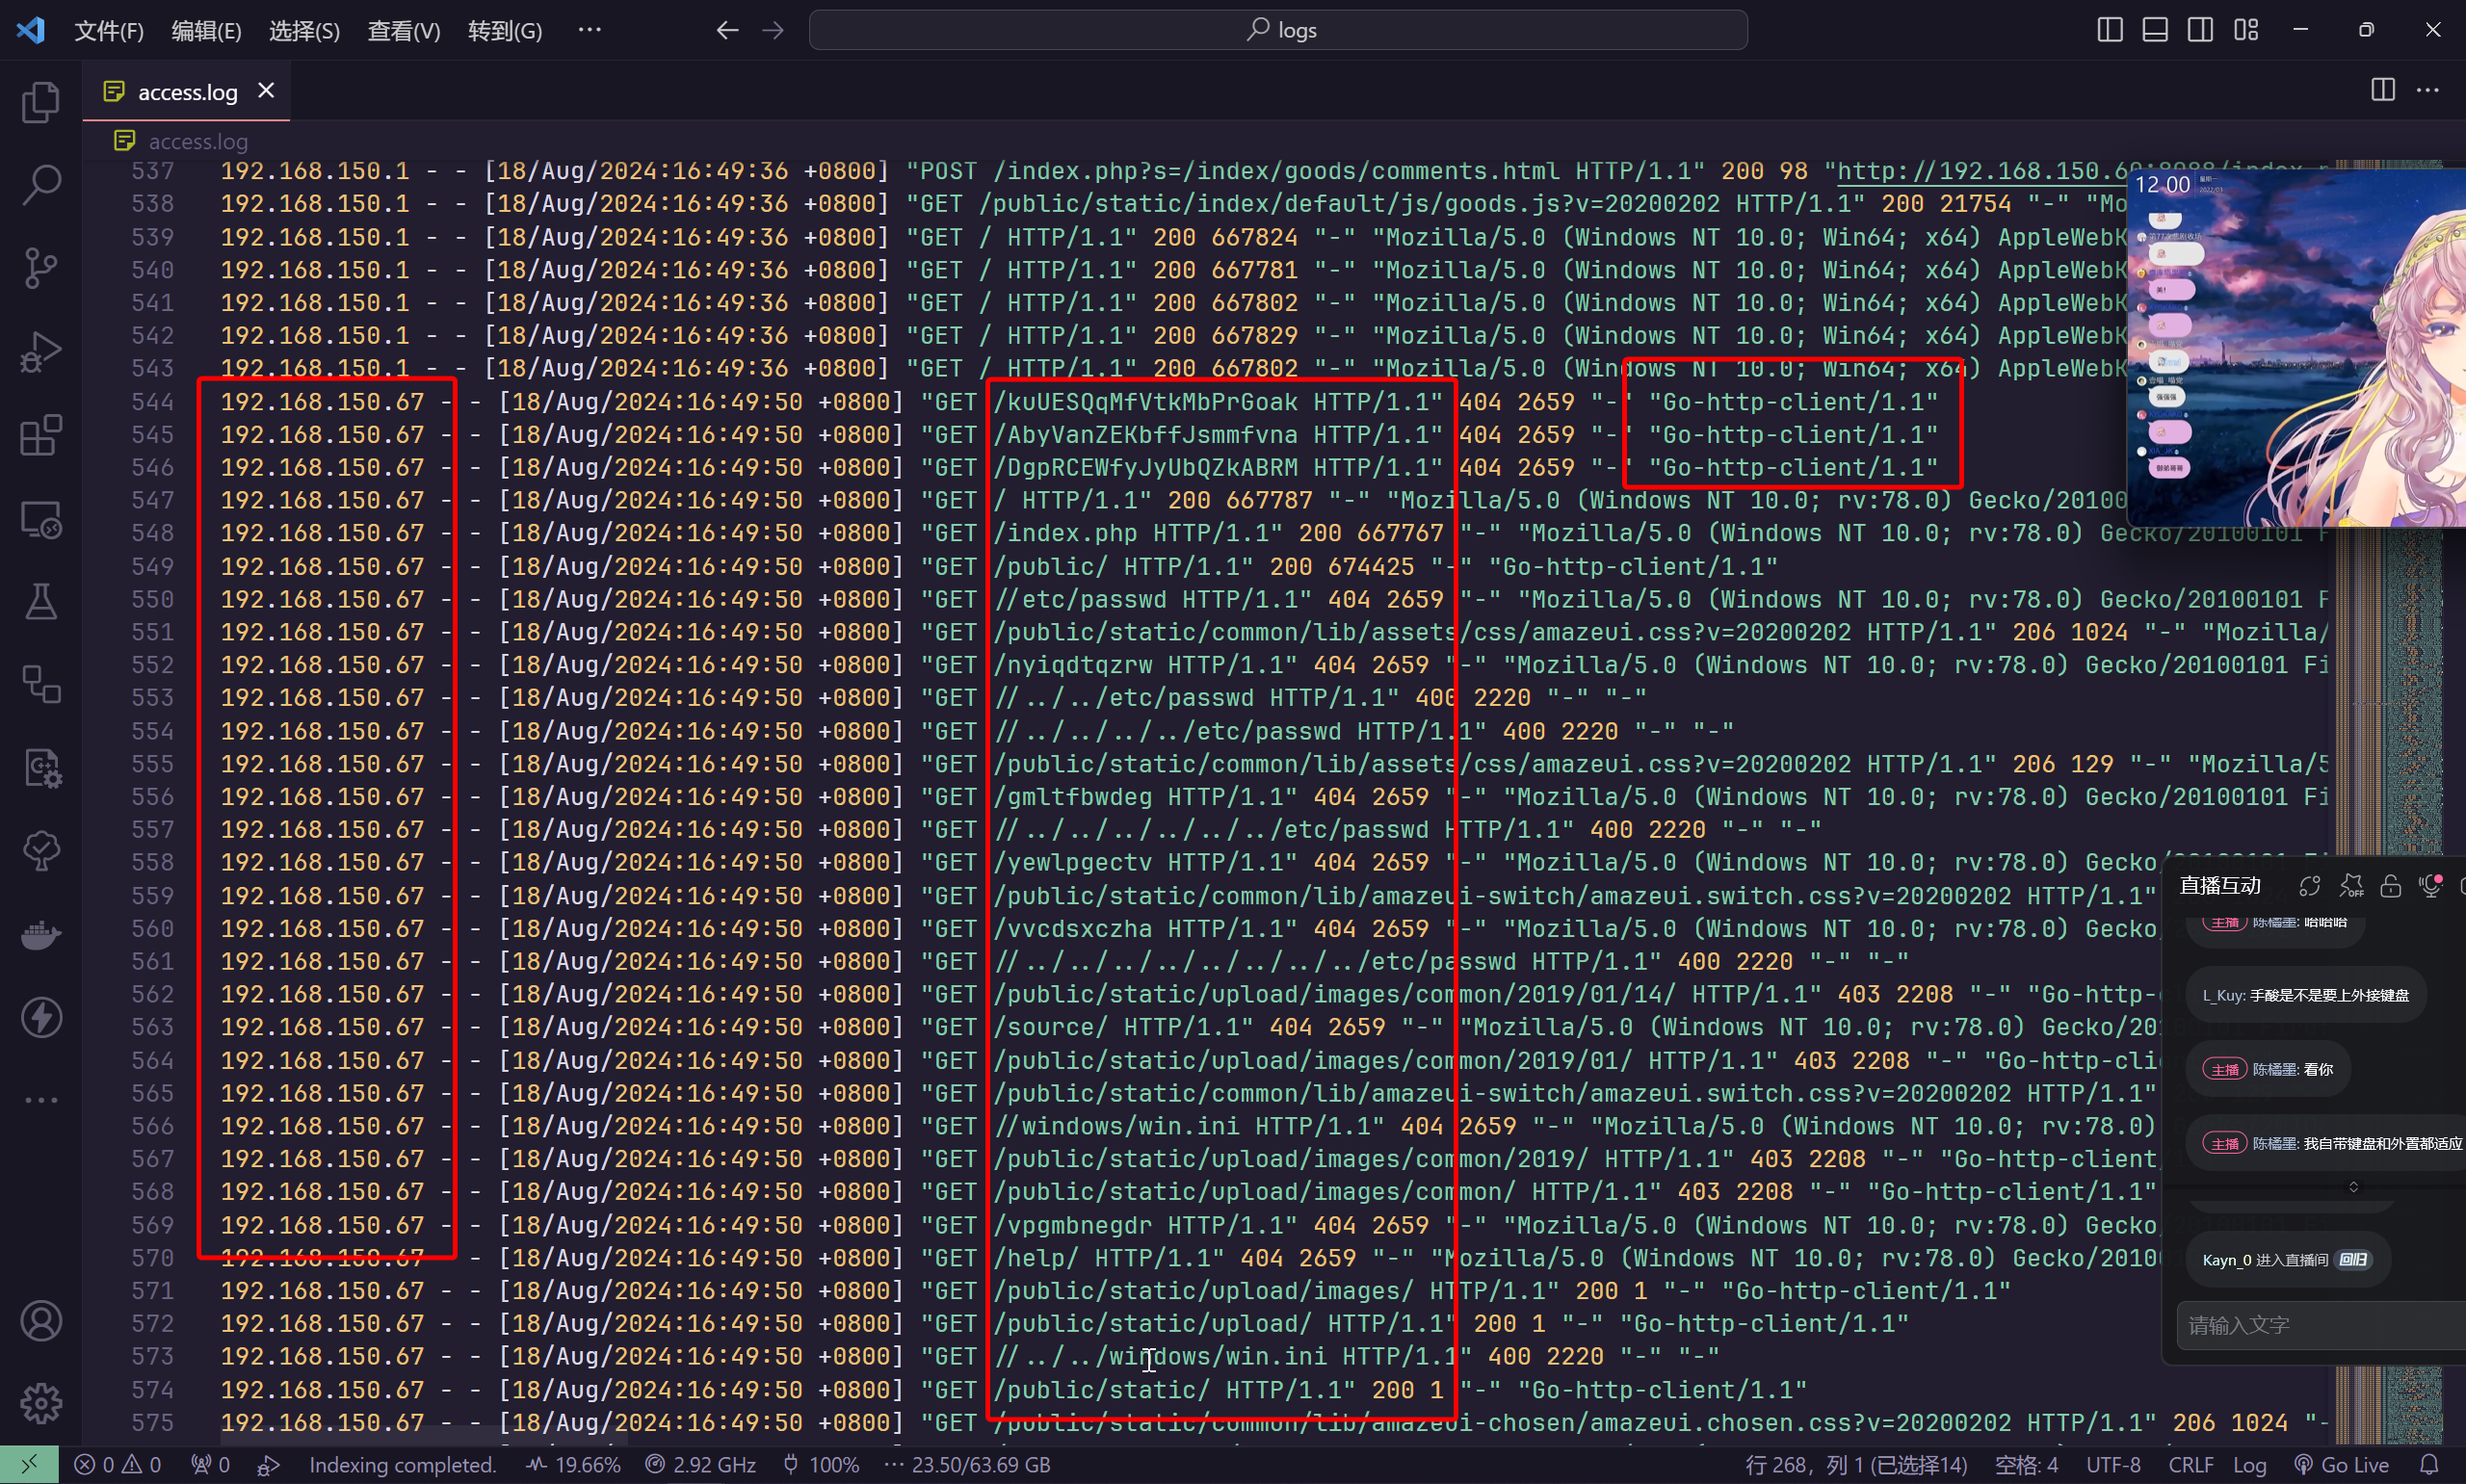 文件(F) 编辑(E) 选择(S) 查看(V) 转到(G) ··· logs
access.log
access.log
537 192.168.150.1 - - [18/Aug/2024:16:49:36 +0800] "POST /index.php?s=/index/goods/comments.html HTTP/1.1" 200 98 "http://192.168.150.60:8088/index.p
538 192.168.150.1 - - [18/Aug/2024:16:49:36 +0800] "GET /public/static/index/default/js/goods.js?v=20200202 HTTP/1.1" 200 21754 "-" "Mo
539 192.168.150.1 - - [18/Aug/2024:16:49:36 +0800] "GET / HTTP/1.1" 200 667824 "-" "Mozilla/5.0 (Windows NT 10.0; Win64; x64) AppleWebK
540 192.168.150.1 - - [18/Aug/2024:16:49:36 +0800] "GET / HTTP/1.1" 200 667781 "-" "Mozilla/5.0 (Windows NT 10.0; Win64; x64) AppleWebK
541 192.168.150.1 - - [18/Aug/2024:16:49:36 +0800] "GET / HTTP/1.1" 200 667802 "-" "Mozilla/5.0 (Windows NT 10.0; Win64; x64) AppleWebK
542 192.168.150.1 - - [18/Aug/2024:16:49:36 +0800] "GET / HTTP/1.1" 200 667829 "-" "Mozilla/5.0 (Windows NT 10.0; Win64; x64) AppleWebK
543 192.168.150.1 - - [18/Aug/2024:16:49:36 +0800] "GET / HTTP/1.1" 200 667802 "-" "Mozilla/5.0 (Windows NT 10.0; Win64; x64) AppleWebK
544 192.168.150.67 - - [18/Aug/2024:16:49:50 +0800] "GET /kuUESQqMfVtkMbPrGoak HTTP/1.1" 404 2659 "-" "Go-http-client/1.1"
545 192.168.150.67 - - [18/Aug/2024:16:49:50 +0800] "GET /AbyVanZEKbffJsmmfvna HTTP/1.1" 404 2659 "-" "Go-http-client/1.1"
546 192.168.150.67 - - [18/Aug/2024:16:49:50 +0800] "GET /DgpRCEWfyJyUbQZkABRM HTTP/1.1" 404 2659 "-" "Go-http-client/1.1"
547 192.168.150.67 - - [18/Aug/2024:16:49:50 +0800] "GET / HTTP/1.1" 200 667787 "-" "Mozilla/5.0 (Windows NT 10.0; rv:78.0) Gecko/20100
548 192.168.150.67 - - [18/Aug/2024:16:49:50 +0800] "GET /index.php HTTP/1.1" 200 667767 "-" "Mozilla/5.0 (Windows NT 10.0; rv:78.0) Gecko/20100101 F
549 192.168.150.67 - - [18/Aug/2024:16:49:50 +0800] "GET /public/ HTTP/1.1" 200 674425 "-" "Go-http-client/1.1"
550 192.168.150.67 - - [18/Aug/2024:16:49:50 +0800] "GET //etc/passwd HTTP/1.1" 404 2659 "-" "Mozilla/5.0 (Windows NT 10.0; rv:78.0) Gecko/20100101 F
551 192.168.150.67 - - [18/Aug/2024:16:49:50 +0800] "GET /public/static/common/lib/assets/css/amazeui.css?v=20200202 HTTP/1.1" 206 1024 "-" "Mozilla/
552 192.168.150.67 - - [18/Aug/2024:16:49:50 +0800] "GET /nyiqdtqzrw HTTP/1.1" 404 2659 "-" "Mozilla/5.0 (Windows NT 10.0; rv:78.0) Gecko/20100101 Fi
553 192.168.150.67 - - [18/Aug/2024:16:49:50 +0800] "GET //../../etc/passwd HTTP/1.1" 400 2220 "-" "-"
554 192.168.150.67 - - [18/Aug/2024:16:49:50 +0800] "GET //../../../../etc/passwd HTTP/1.1" 400 2220 "-" "-"
555 192.168.150.67 - - [18/Aug/2024:16:49:50 +0800] "GET /public/static/common/lib/assets/css/amazeui.css?v=20200202 HTTP/1.1" 206 129 "-" "Mozilla/5
556 192.168.150.67 - - [18/Aug/2024:16:49:50 +0800] "GET /gmltfbwdeg HTTP/1.1" 404 2659 "-" "Mozilla/5.0 (Windows NT 10.0; rv:78.0) Gecko/20100101 Fi
557 192.168.150.67 - - [18/Aug/2024:16:49:50 +0800] "GET //../../../../../../etc/passwd HTTP/1.1" 400 2220 "-" "-"
558 192.168.150.67 - - [18/Aug/2024:16:49:50 +0800] "GET /yewlpgectv HTTP/1.1" 404 2659 "-" "Mozilla/5.0 (Windows NT 10.0; rv:78.0) Gecko/20100101 Fi
559 192.168.150.67 - - [18/Aug/2024:16:49:50 +0800] "GET /public/static/common/lib/amazeui-switch/amazeui.switch.css?v=20200202 HTTP/1.1"
560 192.168.150.67 - - [18/Aug/2024:16:49:50 +0800] "GET /vvcdsxczha HTTP/1.1" 404 2659 "-" "Mozilla/5.0 (Windows NT 10.0; rv:78.0) Gecko/
561 192.168.150.67 - - [18/Aug/2024:16:49:50 +0800] "GET //../../../../../../../../etc/passwd HTTP/1.1" 400 2220 "-" "-"
562 192.168.150.67 - - [18/Aug/2024:16:49:50 +0800] "GET /public/static/upload/images/common/2019/01/14/ HTTP/1.1" 403 2208 "-" "Go-http-
563 192.168.150.67 - - [18/Aug/2024:16:49:50 +0800] "GET /source/ HTTP/1.1" 404 2659 "-" "Mozilla/5.0 (Windows NT 10.0; rv:78.0) Gecko/20
564 192.168.150.67 - - [18/Aug/2024:16:49:50 +0800] "GET /public/static/upload/images/common/2019/01/ HTTP/1.1" 403 2208 "-" "Go-http-cli
565 192.168.150.67 - - [18/Aug/2024:16:49:50 +0800] "GET /public/static/common/lib/amazeui-switch/amazeui.switch.css?v=20200202 HTTP/1.1"
566 192.168.150.67 - - [18/Aug/2024:16:49:50 +0800] "GET //windows/win.ini HTTP/1.1" 404 2659 "-" "Mozilla/5.0 (Windows NT 10.0; rv:78.0)
567 192.168.150.67 - - [18/Aug/2024:16:49:50 +0800] "GET /public/static/upload/images/common/2019/ HTTP/1.1" 403 2208 "-" "Go-http-client
568 192.168.150.67 - - [18/Aug/2024:16:49:50 +0800] "GET /public/static/upload/images/common/ HTTP/1.1" 403 2208 "-" "Go-http-client/1.1"
569 192.168.150.67 - - [18/Aug/2024:16:49:50 +0800] "GET /vpgmbnegdr HTTP/1.1" 404 2659 "-" "Mozilla/5.0 (Windows NT 10.0; rv:78.0) Gecko
570 192.168.150.67 - - [18/Aug/2024:16:49:50 +0800] "GET /help/ HTTP/1.1" 404 2659 "-" "Mozilla/5.0 (Windows NT 10.0; rv:78.0) Gecko/2010
571 192.168.150.67 - - [18/Aug/2024:16:49:50 +0800] "GET /public/static/upload/images/ HTTP/1.1" 200 1 "-" "Go-http-client/1.1"
572 192.168.150.67 - - [18/Aug/2024:16:49:50 +0800] "GET /public/static/upload/ HTTP/1.1" 200 1 "-" "Go-http-client/1.1"
573 192.168.150.67 - - [18/Aug/2024:16:49:50 +0800] "GET //../../windows/win.ini HTTP/1.1" 400 2220 "-" "-"
574 192.168.150.67 - - [18/Aug/2024:16:49:50 +0800] "GET /public/static/ HTTP/1.1" 200 1 "-" "Go-http-client/1.1"
575 192.168.150.67 - - [18/Aug/2024:16:49:50 +0800] "GET /public/static/common/lib/amazeui-chosen/amazeui.chosen.css?v=20200202 HTTP/1.1" 206 1024 "-
12:00
美!
强强强
直播互动
OFF
主播 陈橘墨: 哈哈哈
L_Kuy: 手酸是不是要上外接键盘
主播 陈橘墨: 看你
主播 陈橘墨: 我自带键盘和外置都适应
Kayn_0 进入直播间 回归
请输入文字
0 0 0 Indexing completed. 19.66% 2.92 GHz 100% ··· 23.50/63.69 GB 行 268，列 1 (已选择14) 空格: 4 UTF-8 CRLF Log Go Live